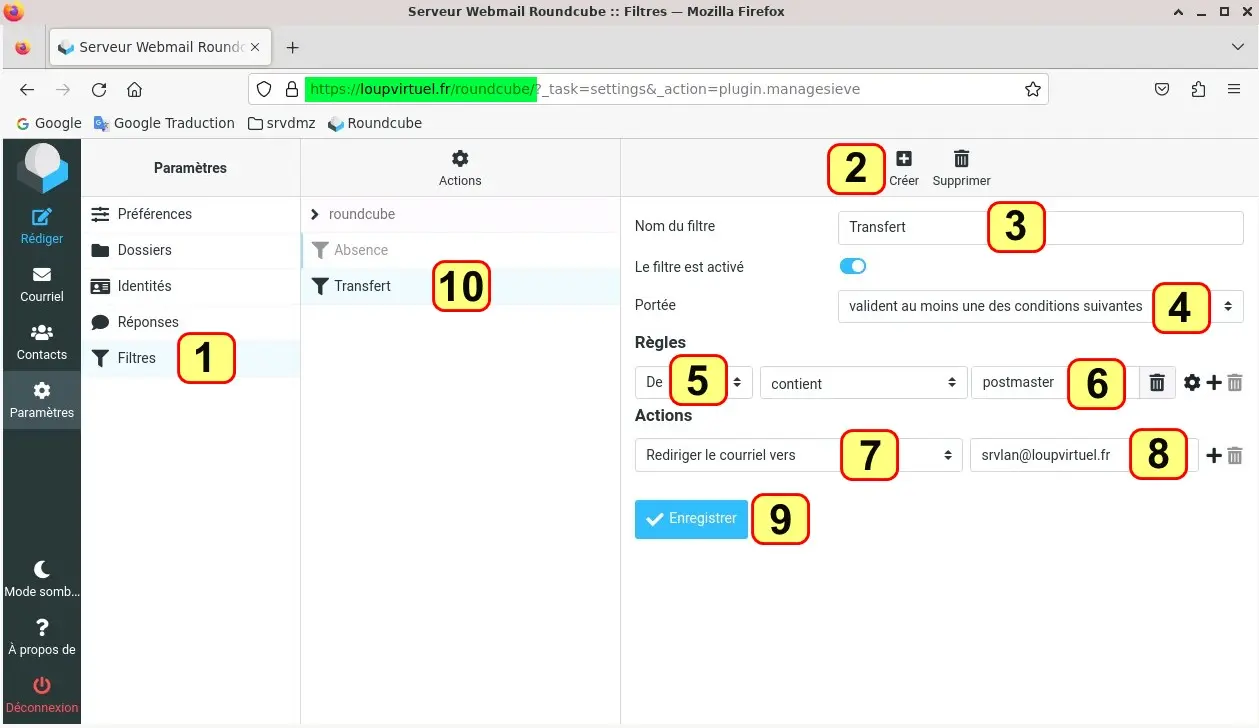 Serveur Webmail Roundcube :: Filtres — Mozilla Firefox
Serveur Webmail Roundc
https://loupvirtuel.fr/roundcube/?_task=settings&_action=plugin.managesieve
Google
Google Traduction
srvdmz
Roundcube
Rédiger
Courriel
Contacts
Paramètres
Mode somb...
À propos de
Déconnexion
Paramètres
Préférences
Dossiers
Identités
Réponses
Filtres 1
Actions
roundcube
Absence
Transfert 10
2 Créer Supprimer
Nom du filtre Transfert 3
Le filtre est activé
Portée valident au moins une des conditions suivantes 4
Règles
De 5 contient postmaster 6
Actions
Rediriger le courriel vers 7 srvlan@loupvirtuel.fr 8
Enregistrer 9